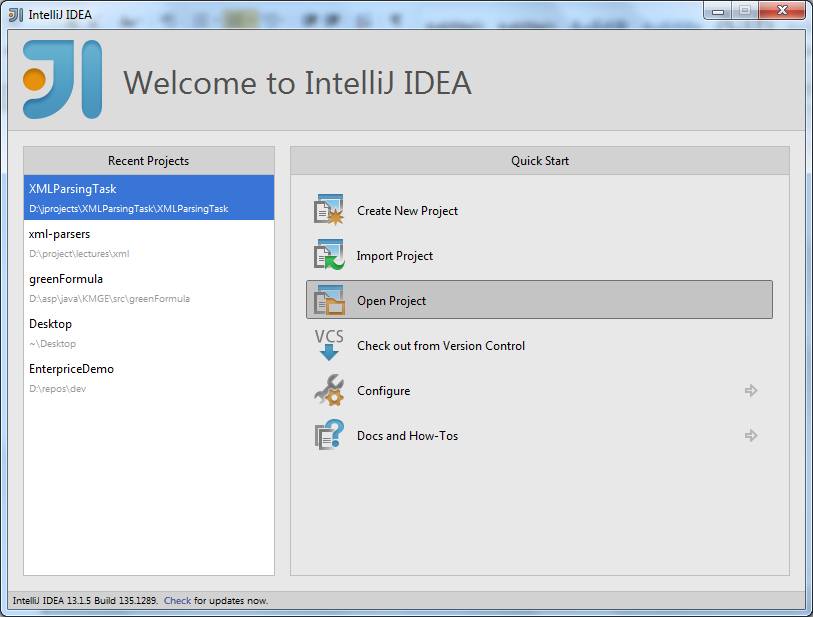 IntelliJ IDEA
Welcome to IntelliJ IDEA
Recent Projects
XMLParsingTask
D:\jprojects\XMLParsingTask\XMLParsingTask
xml-parsers
D:\project\lectures\xml
greenFormula
D:\asp\java\KMGE\src\greenFormula
Desktop
~\Desktop
EnterpriceDemo
D:\repos\dev
Quick Start
Create New Project
Import Project
Open Project
VCS
Check out from Version Control
Configure
Docs and How-Tos
IntelliJ IDEA 13.1.5 Build 135.1289. Check for updates now.